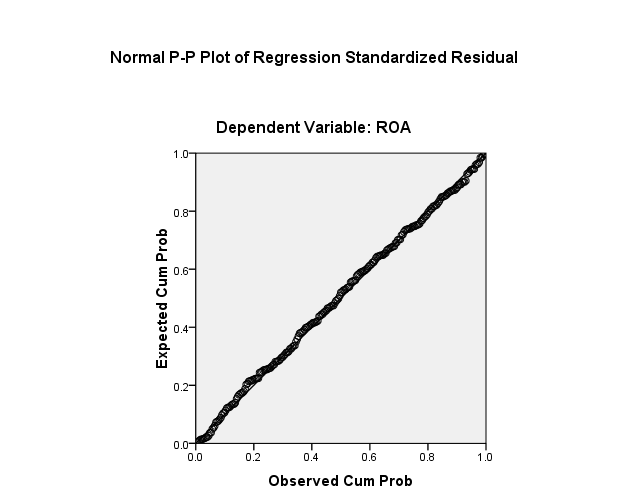 Normal P-P Plot of Regression Standardized Residual
Dependent Variable: ROA
1.0
0.8
0.6
0.4
0.2
0.0
Expected Cum Prob
0.0 0.2 0.4 0.6 0.8 1.0
Observed Cum Prob